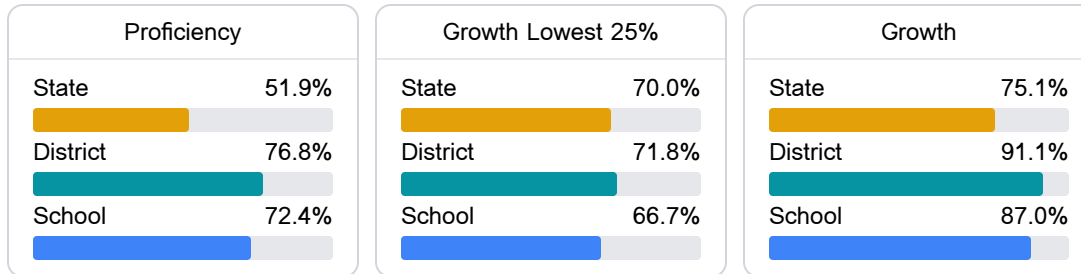 Proficiency
State 51.9%
District 76.8%
School 72.4%
Growth Lowest 25%
State 70.0%
District 71.8%
School 66.7%
Growth
State 75.1%
District 91.1%
School 87.0%